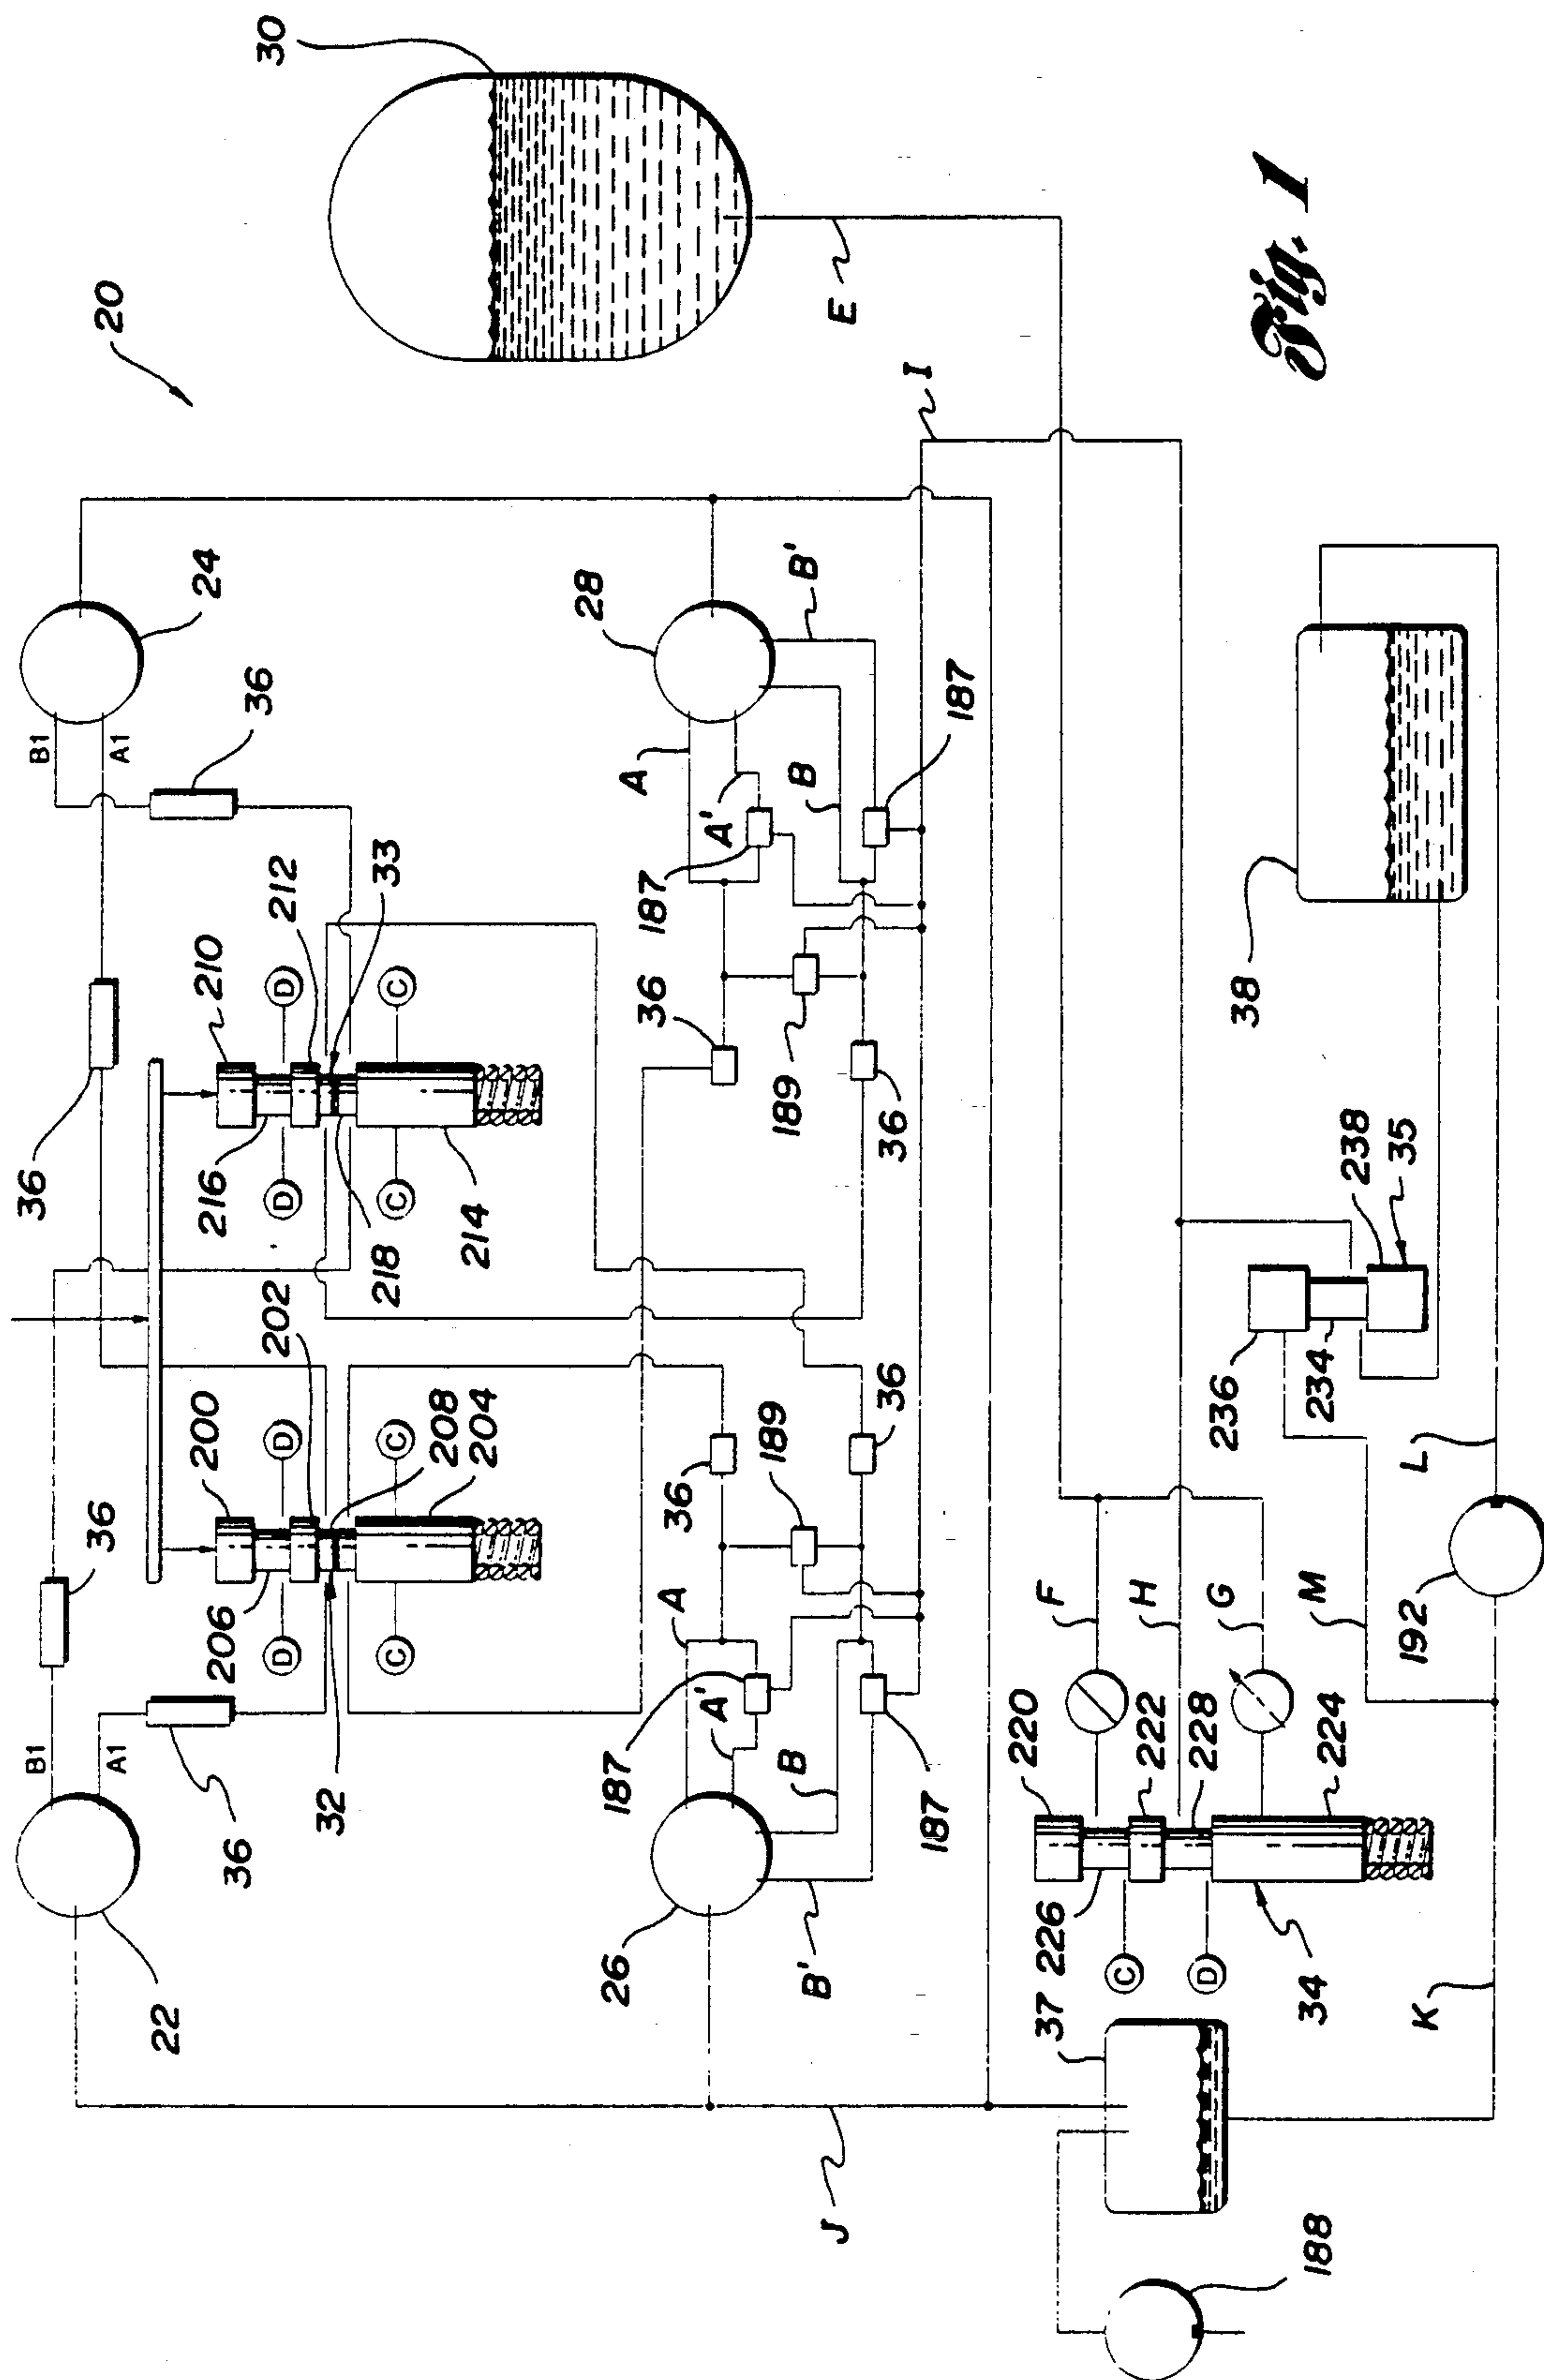 20
30
B1
A1
24
36
36
36
B1
A1
22
36
210
212
33
D
D
C
C
216
218
214
200
202
D
D
C
C
206
208
204
32
28
A
A'
187
B
B'
187
36
189
36
E
I
26
A
A'
187
B
B'
187
36
189
36
J
F
H
G
M
220
222
228
224
226
C
D
34
37
188
K
L
192
236
234
238
35
38
Fig. 1